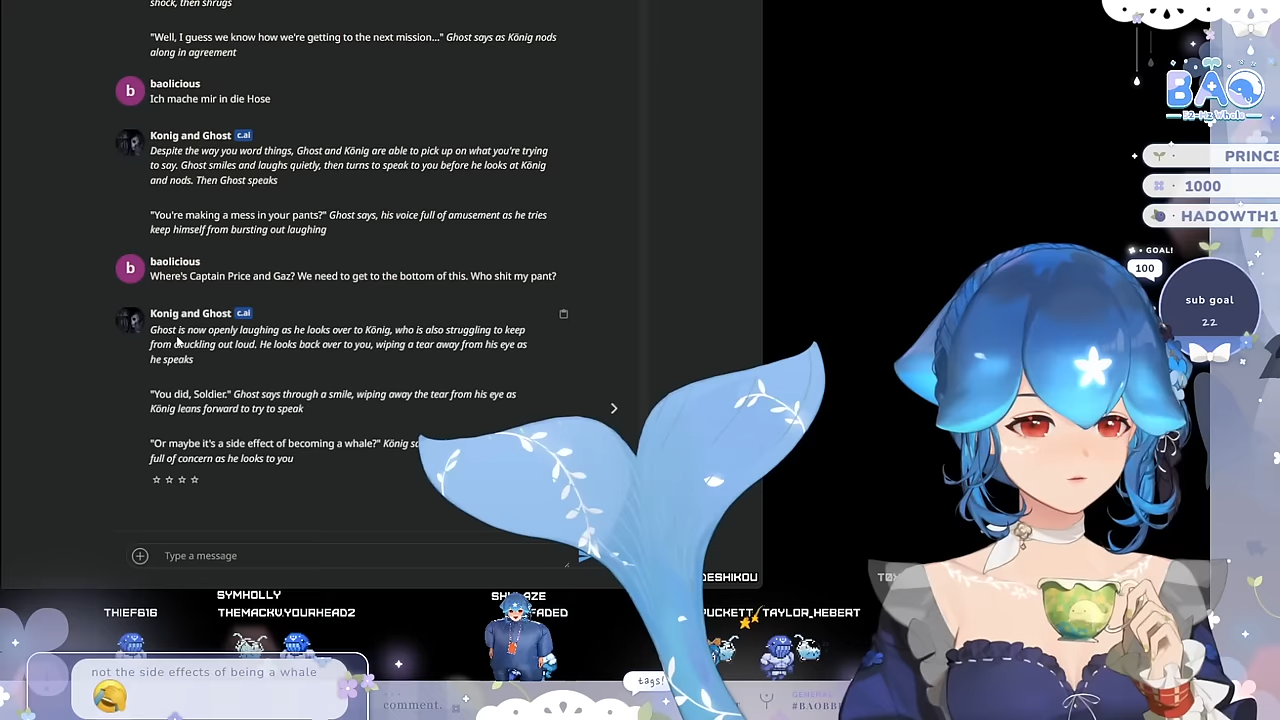 shock, then shrugs
"Well, I guess we know how we're getting to the next mission..." Ghost says as König nods
along in agreement
b
baolicious
Ich mache mir in die Hose
Konig and Ghost c.ai
Despite the way you word things, Ghost and König are able to pick up on what you're trying
to say. Ghost smiles and laughs quietly, then turns to speak to you before he looks at König
and nods. Then Ghost speaks
"You're making a mess in your pants?" Ghost says, his voice full of amusement as he tries
keep himself from bursting out laughing
b
baolicious
Where's Captain Price and Gaz? We need to get to the bottom of this. Who shit my pant?
Konig and Ghost c.ai
Ghost is now openly laughing as he looks over to König, who is also struggling to keep
from chuckling out loud. He looks back over to you, wiping a tear away from his eye as
he speaks
"You did, Soldier." Ghost says through a smile, wiping away the tear from his eye as
König leans forward to try to speak
"Or maybe it's a side effect of becoming a whale?" König
full of concern as he looks to you
Type a message
BAO
52-Hz Whale
PRINCE
1000
HADOWTH1
• GOAL!
100
sub goal
22
THIEF616
SYMHOLLY
THEMACKV.YOURHEADZ
FADED
DESHIKOU
PUCKETT
TAYLOR_HEBERT
not the side effects of being a whale
comment.
tags!
GENERAL